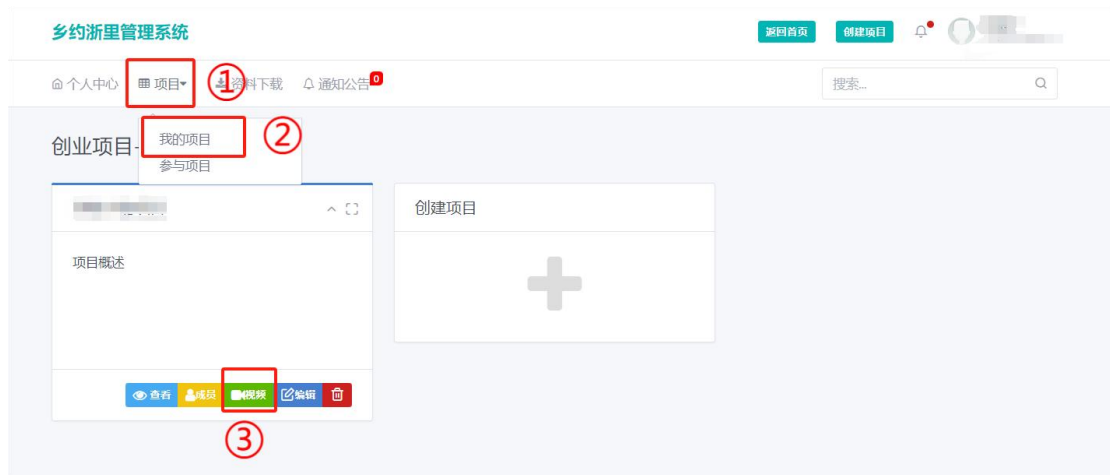 乡约浙里管理系统
返回首页 创建项目
个人中心 项目 ① 资料下载 通知公告 0 搜索...
创业项目- 我的项目 ②
参与项目
创建项目
项目概述
查看 成员 视频 编辑
③